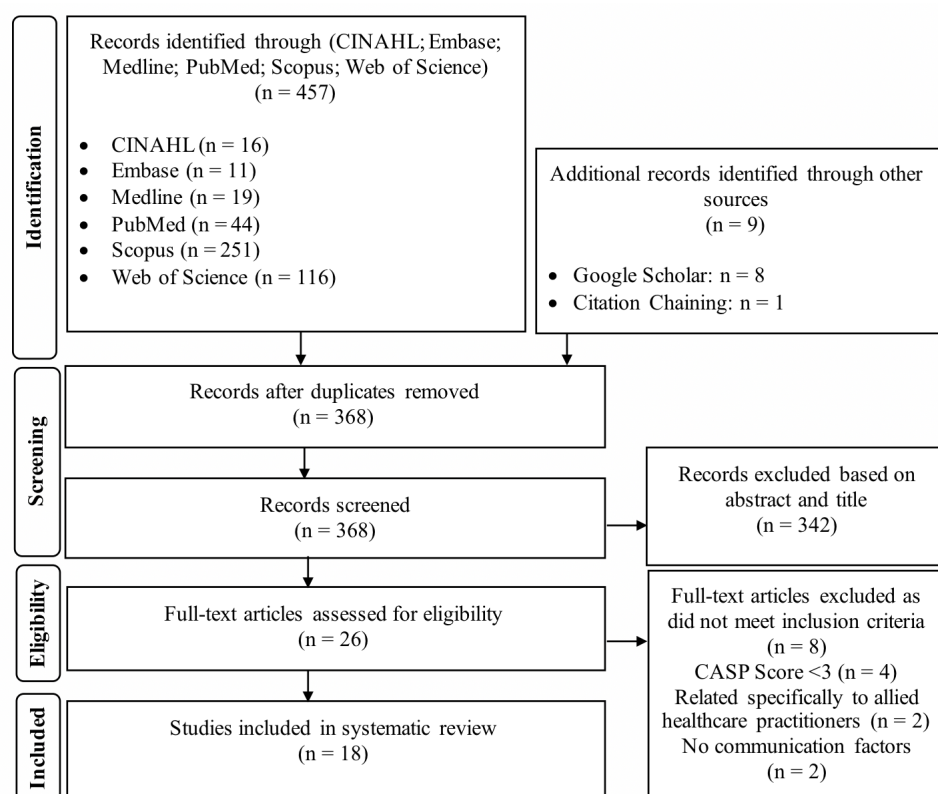 Identification
Records identified through (CINAHL; Embase;
Medline; PubMed; Scopus; Web of Science)
(n = 457)
• CINAHL (n = 16)
• Embase (n = 11)
• Medline (n = 19)
• PubMed (n = 44)
• Scopus (n = 251)
• Web of Science (n = 116)
Additional records identified through other
sources
(n = 9)
• Google Scholar: n = 8
• Citation Chaining: n = 1
Screening
Records after duplicates removed
(n = 368)
Records screened
(n = 368)
Records excluded based on
abstract and title
(n = 342)
Eligibility
Full-text articles assessed for eligibility
(n = 26)
Full-text articles excluded as
did not meet inclusion criteria
(n = 8)
CASP Score <3 (n = 4)
Related specifically to allied
healthcare practitioners (n = 2)
No communication factors
(n = 2)
Included
Studies included in systematic review
(n = 18)